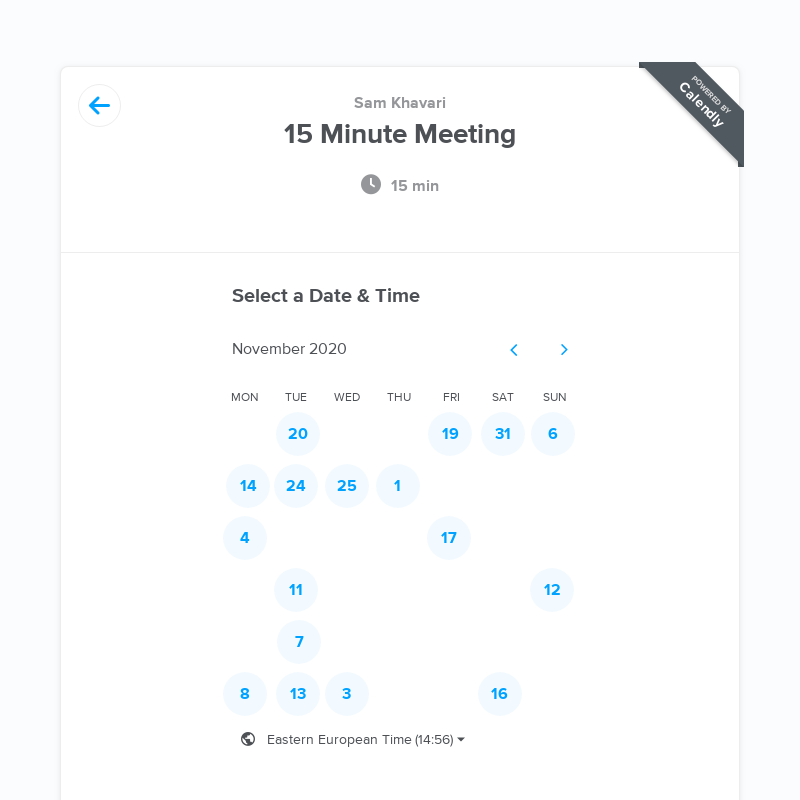 POWERED BY
Calendly
Sam Khavari
15 Minute Meeting
15 min
Select a Date & Time
November 2020
MON TUE WED THU FRI SAT SUN
20 19 31 6
14 24 25 1
4 17
11 12
7
8 13 3 16
Eastern European Time (14:56)